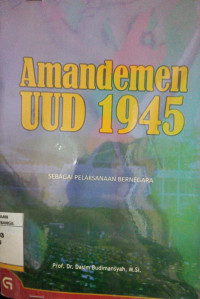 Amandemen
UUD 1945
SEBAGAI PELAKSANAAN BERNEGARA
Prof. Dr. Dasim Budimansyah, M.Si.